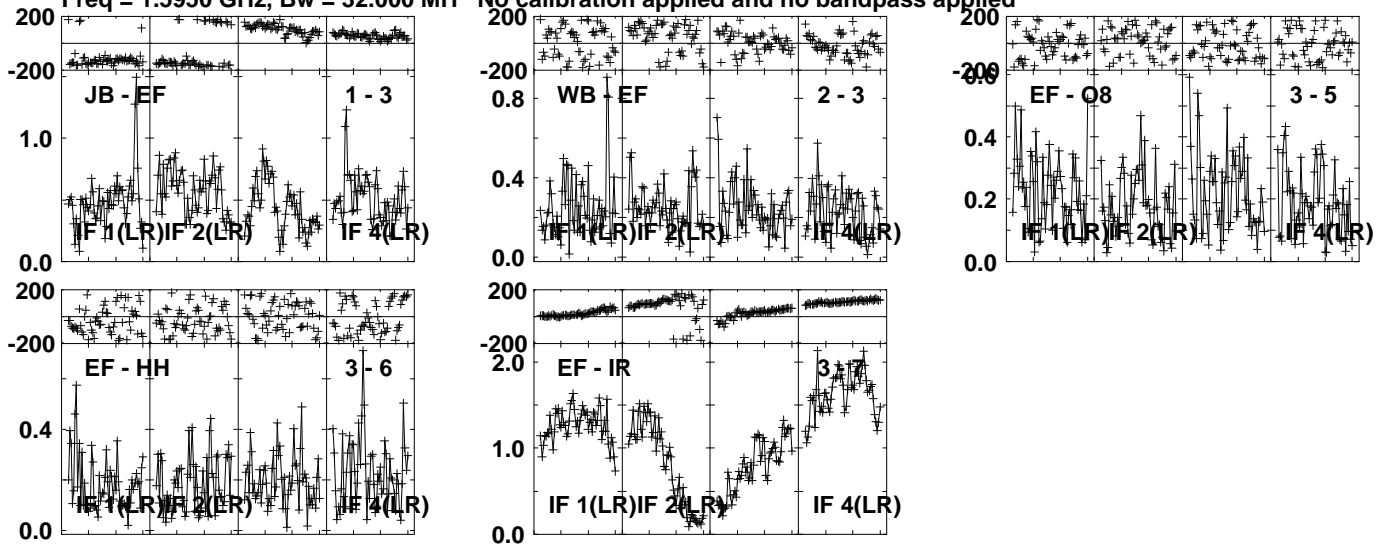 Freq = 1.5950 GHz, Bw = 32.000 MH No calibration applied and no bandpass applied
200
-200
JB - EF 1 - 3
1.0
0.0
IF 1(LR) IF 2(LR) IF 4(LR)
200
-200
WB - EF 2 - 3
0.8
0.4
0.0
IF 1(LR) IF 2(LR) IF 4(LR)
200
-200
0.6
EF - O8 3 - 5
0.4
0.2
0.0
IF 1(LR) IF 2(LR) IF 4(LR)
200
-200
EF - HH 3 - 6
0.4
0.0
IF 1(LR) IF 2(LR) IF 4(LR)
200
-200
EF - IR 3 - 7
2.0
1.0
0.0
IF 1(LR) IF 2(LR) IF 4(LR)